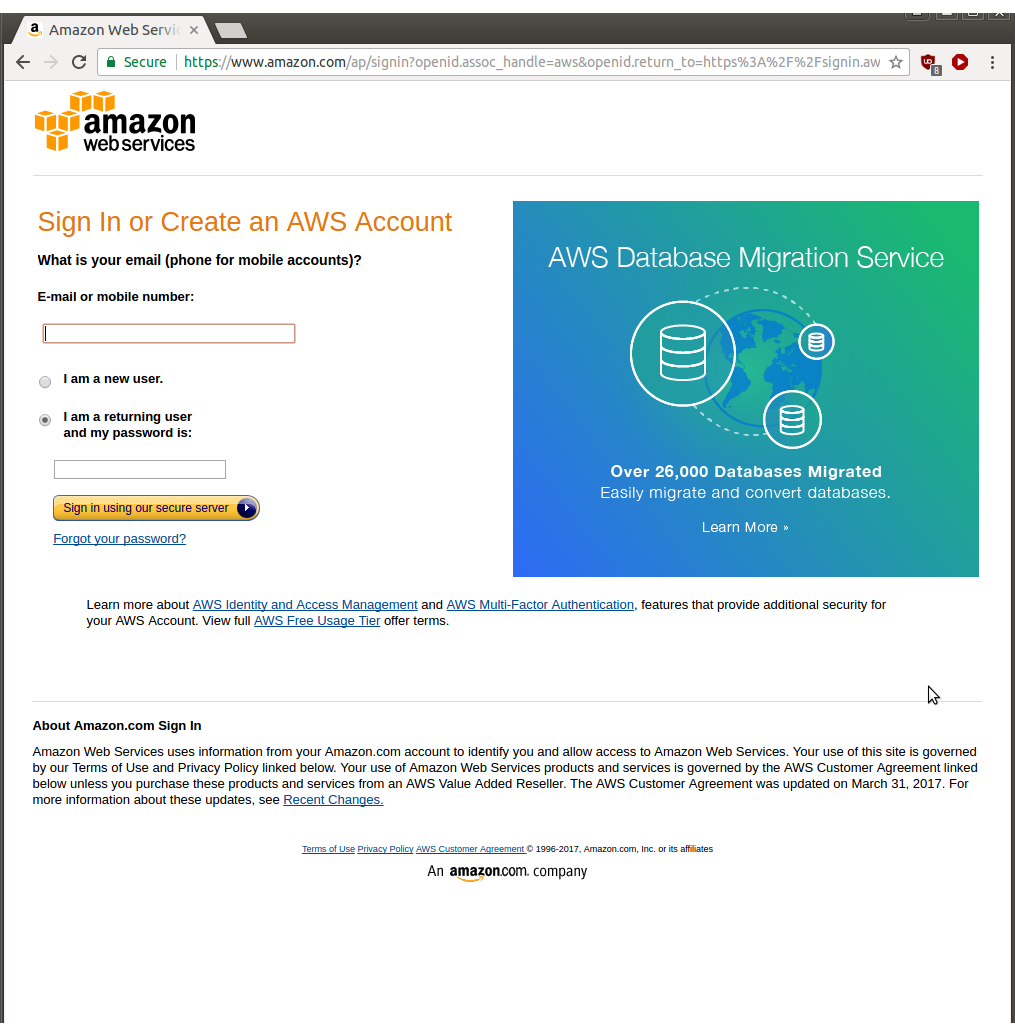 Amazon Web Servic
Secure
https://www.amazon.com/ap/signin?openid.assoc_handle=aws&openid.return_to=https%3A%2F%2Fsignin.aw
8
amazon
web services
Sign In or Create an AWS Account
What is your email (phone for mobile accounts)?
E-mail or mobile number:
I am a new user.
I am a returning user
and my password is:
Sign in using our secure server
Forgot your password?
AWS Database Migration Service
Over 26,000 Databases Migrated
Easily migrate and convert databases.
Learn More »
Learn more about AWS Identity and Access Management and AWS Multi-Factor Authentication, features that provide additional security for
your AWS Account. View full AWS Free Usage Tier offer terms.
About Amazon.com Sign In
Amazon Web Services uses information from your Amazon.com account to identify you and allow access to Amazon Web Services. Your use of this site is governed
by our Terms of Use and Privacy Policy linked below. Your use of Amazon Web Services products and services is governed by the AWS Customer Agreement linked
below unless you purchase these products and services from an AWS Value Added Reseller. The AWS Customer Agreement was updated on March 31, 2017. For
more information about these updates, see Recent Changes.
Terms of Use Privacy Policy AWS Customer Agreement © 1996-2017, Amazon.com, Inc. or its affiliates
An amazon.com. company